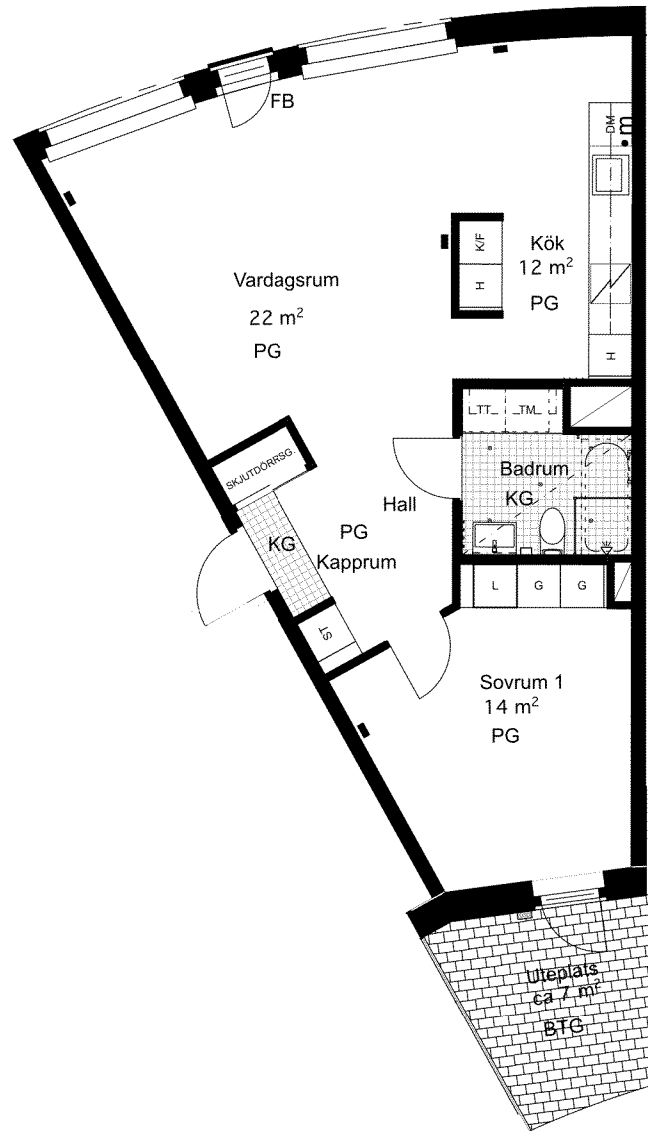 FB
DM
•m
K/F
H
Kök
12 m²
PG
Vardagsrum
22 m²
PG
H
TT
TM
SKJUTDÖRRSG.
Badrum
KG
Hall
PG
KG
Kapprum
L
G
G
ST
Sovrum 1
14 m²
PG
Uteplats
ca 7 m²
BTG